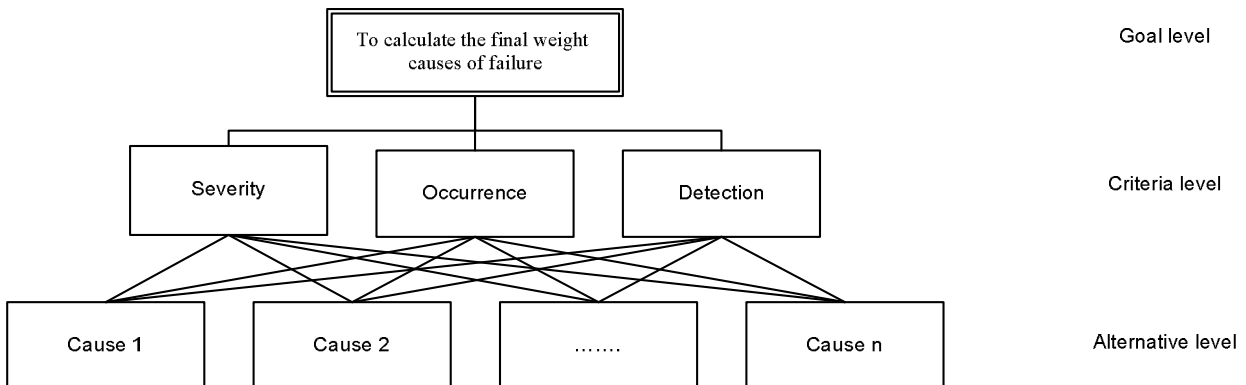 To calculate the final weight
causes of failure
Goal level
Severity
Occurrence
Detection
Criteria level
Cause 1
Cause 2
.......
Cause n
Alternative level